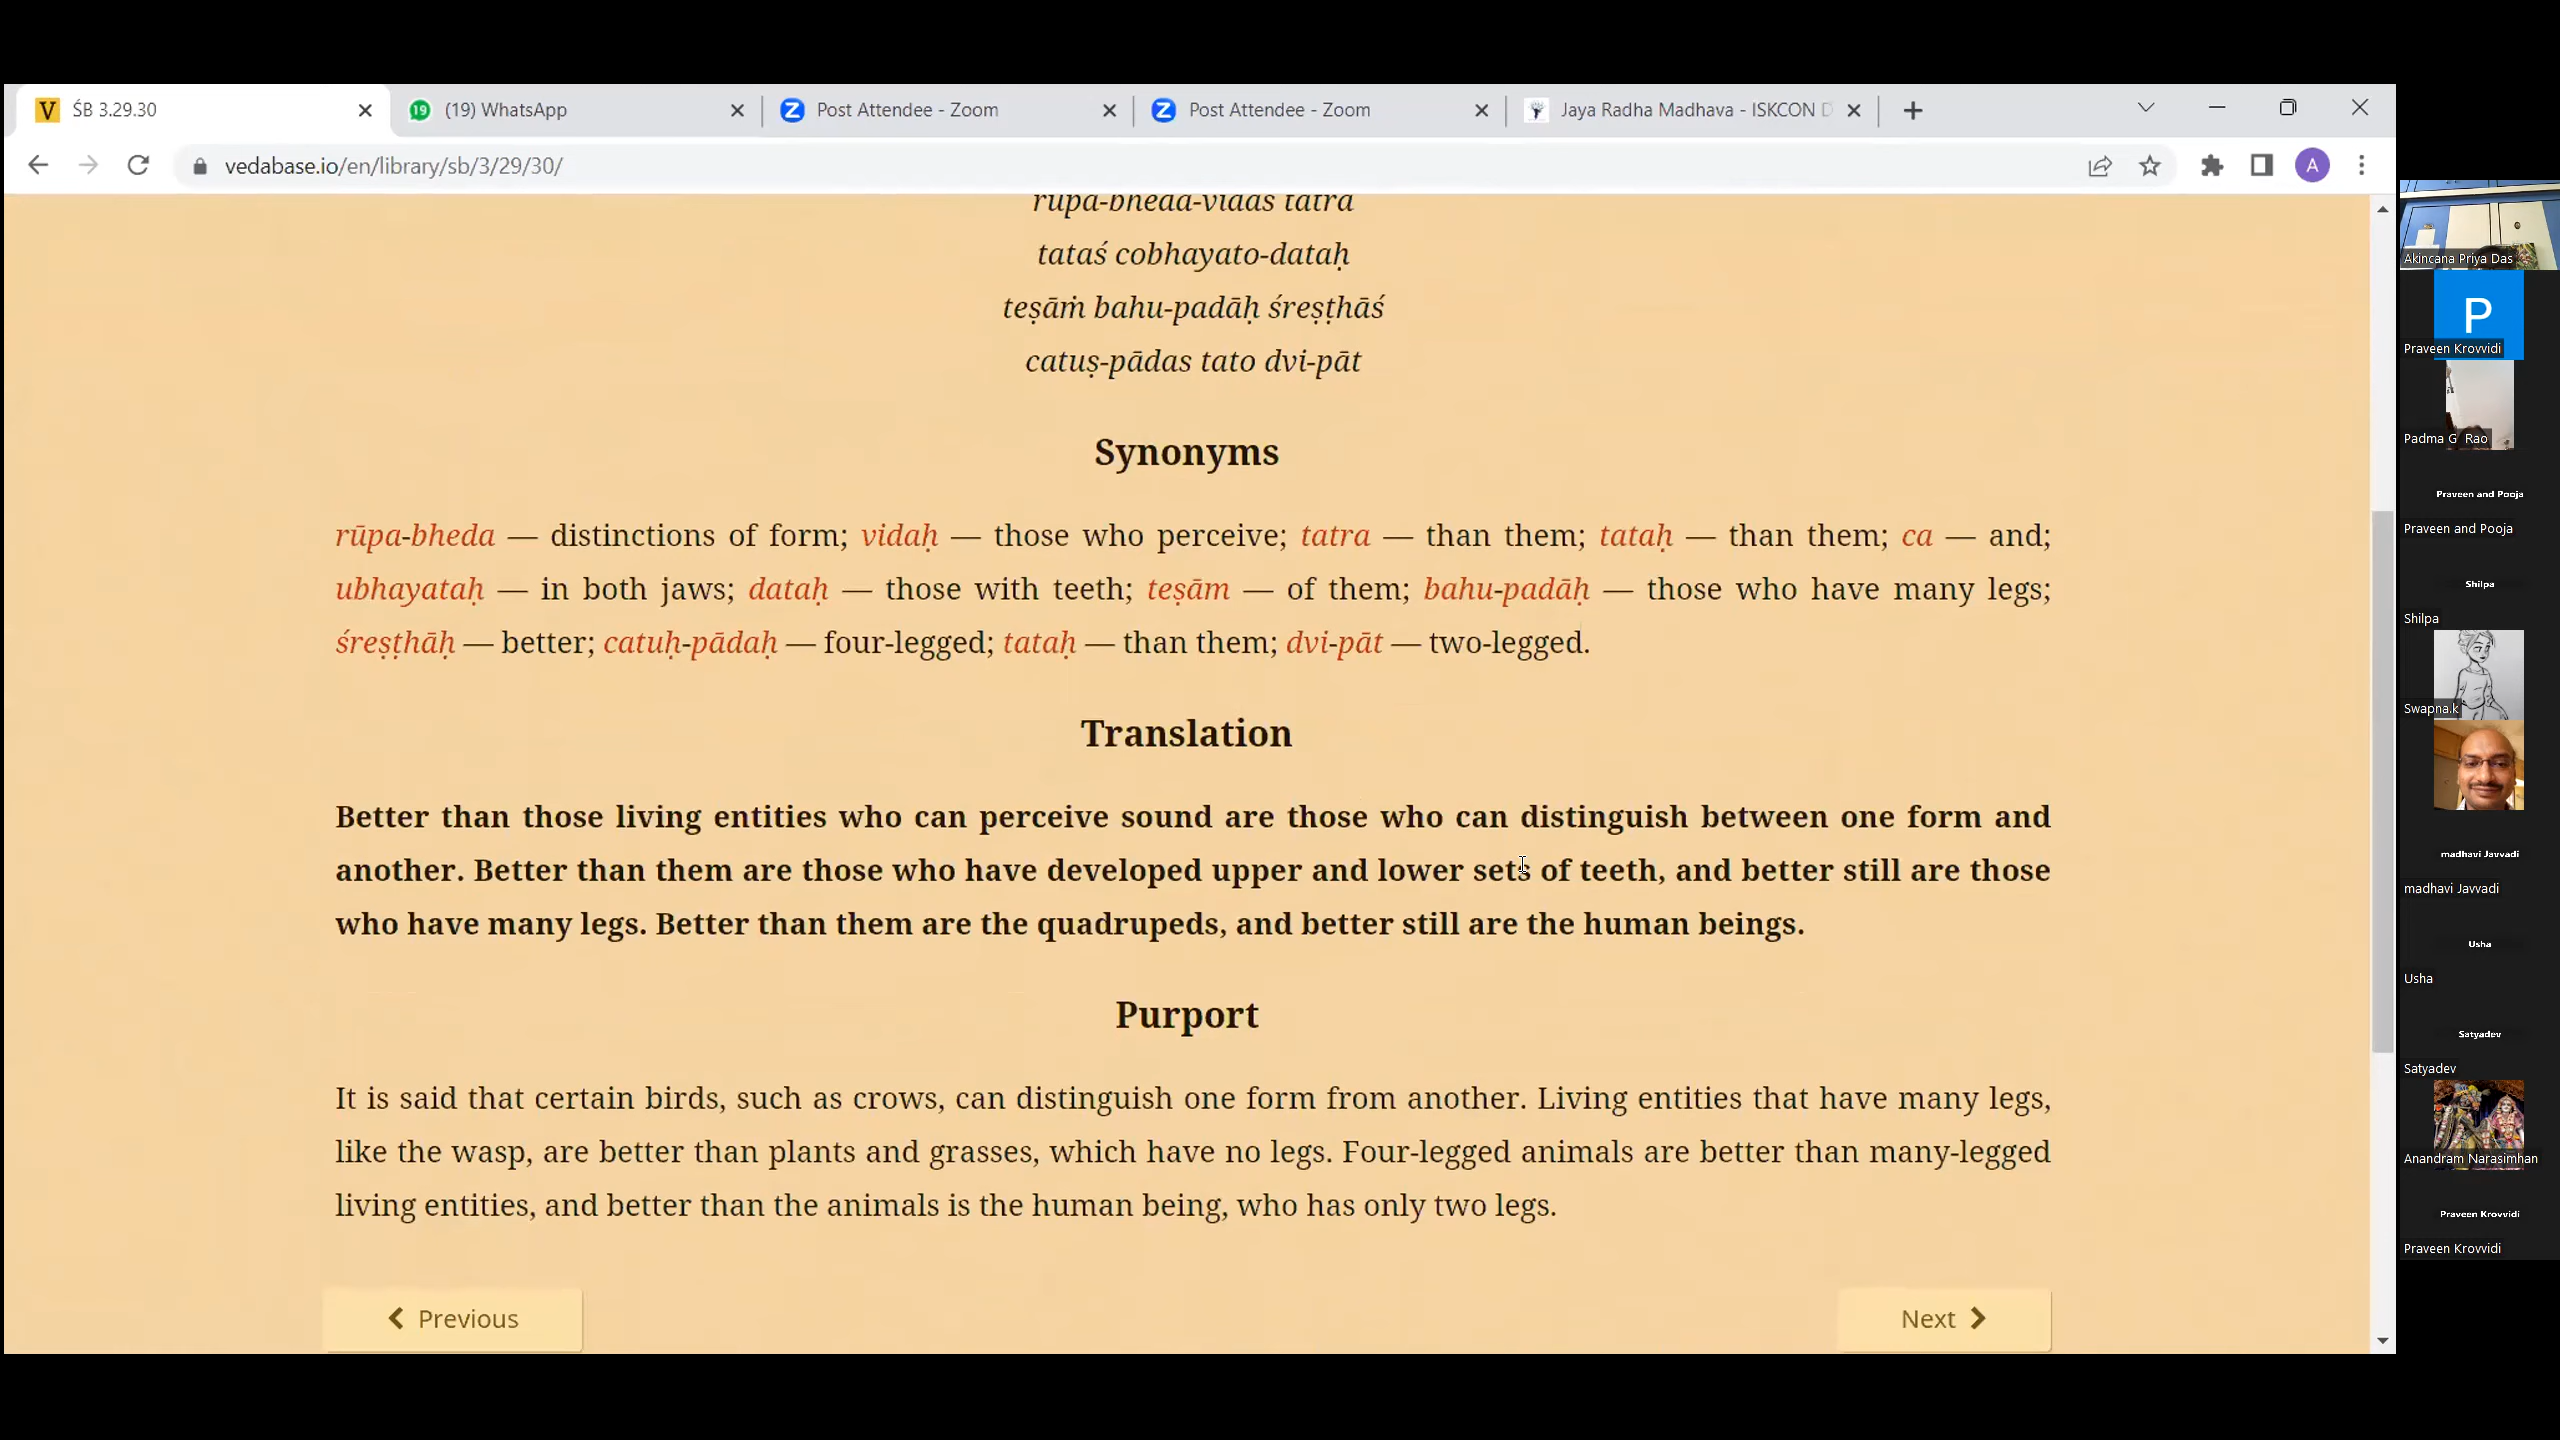 ŚB 3.29.30
(19) WhatsApp
Post Attendee - Zoom
Post Attendee - Zoom
Jaya Radha Madhava - ISKCON D
vedabase.io/en/library/sb/3/29/30/
rūpa-bheda-vidas tatra
tataś cobhayato-dataḥ
teṣāṁ bahu-padāḥ śreṣṭhāś
catuṣ-pādas tato dvi-pāt
Synonyms
rūpa-bheda — distinctions of form; vidaḥ — those who perceive; tatra — than them; tataḥ — than them; ca — and;
ubhayataḥ — in both jaws; dataḥ — those with teeth; teṣām — of them; bahu-padāḥ — those who have many legs;
śreṣṭhāḥ — better; catuḥ-pādaḥ — four-legged; tataḥ — than them; dvi-pāt — two-legged.
Translation
Better than those living entities who can perceive sound are those who can distinguish between one form and
another. Better than them are those who have developed upper and lower sets of teeth, and better still are those
who have many legs. Better than them are the quadrupeds, and better still are the human beings.
Purport
It is said that certain birds, such as crows, can distinguish one form from another. Living entities that have many legs,
like the wasp, are better than plants and grasses, which have no legs. Four-legged animals are better than many-legged
living entities, and better than the animals is the human being, who has only two legs.
Previous
Next
A
Akincana Priya Das
P
Praveen Krovvidi
Padma G Rao
Praveen and Pooja
Praveen and Pooja
Shilpa
Shilpa
Swapna.k
madhavi Javvadi
madhavi Javvadi
Usha
Usha
Satyadev
Satyadev
Anandram Narasimhan
Praveen Krovvidi
Praveen Krovvidi